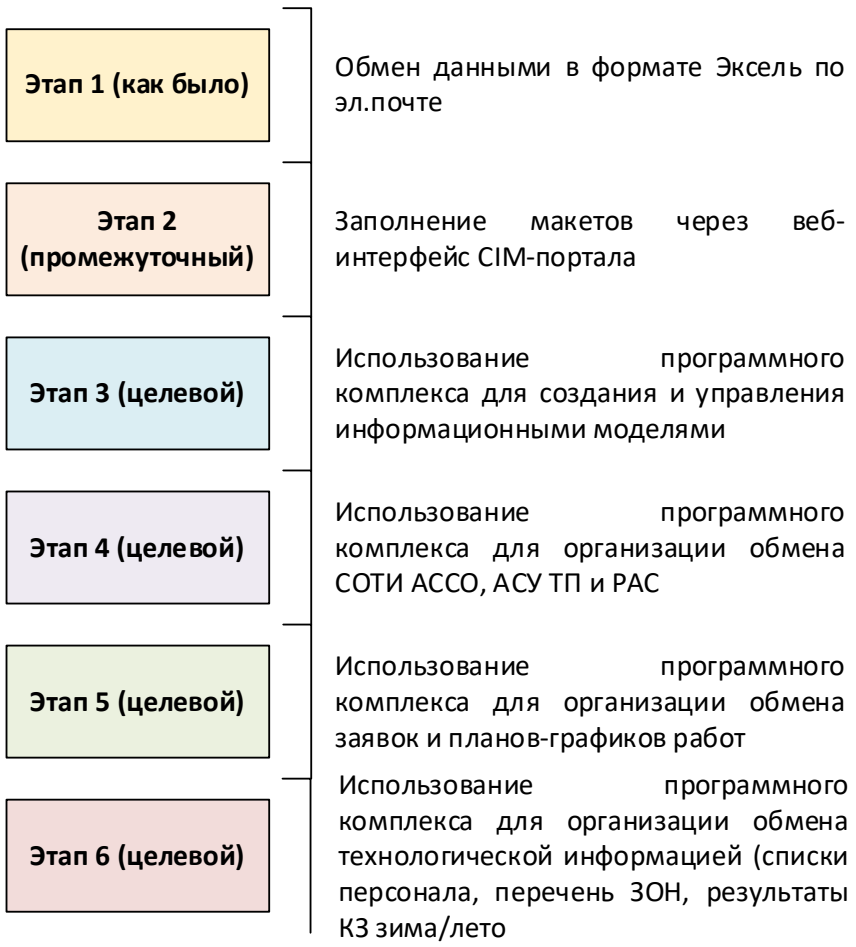 Этап 1 (как было)
Обмен данными в формате Эксель по
эл.почте
Этап 2
(промежуточный)
Заполнение макетов через веб-
интерфейс CIM-портала
Этап 3 (целевой)
Использование программного
комплекса для создания и управления
информационными моделями
Этап 4 (целевой)
Использование программного
комплекса для организации обмена
СОТИ АССО, АСУ ТП и РАС
Этап 5 (целевой)
Использование программного
комплекса для организации обмена
заявок и планов-графиков работ
Этап 6 (целевой)
Использование программного
комплекса для организации обмена
технологической информацией (списки
персонала, перечень ЗОН, результаты
КЗ зима/лето